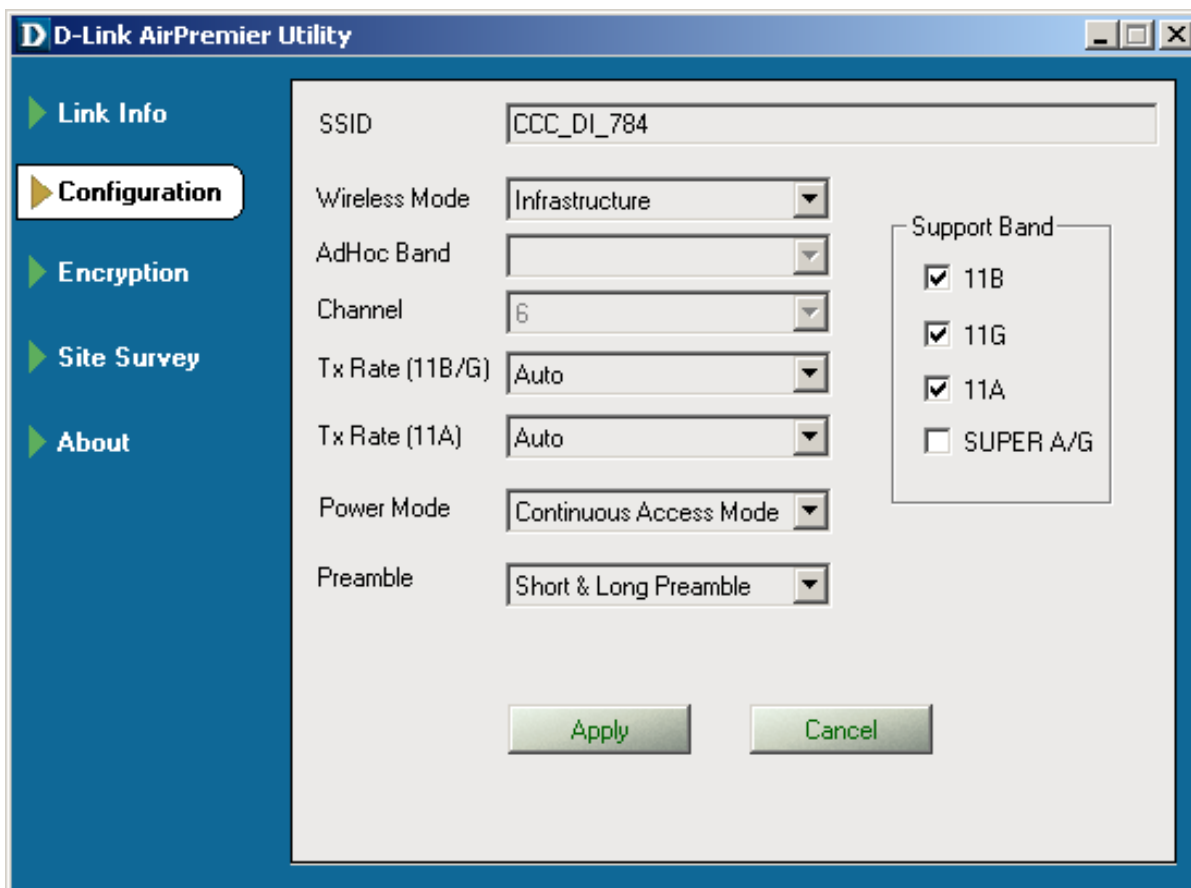 D D-Link AirPremier Utility
Link Info
Configuration
Encryption
Site Survey
About
SSID CCC_DI_784
Wireless Mode Infrastructure
AdHoc Band
Channel 6
Tx Rate (11B/G) Auto
Tx Rate (11A) Auto
Power Mode Continuous Access Mode
Preamble Short & Long Preamble
Support Band
11B
11G
11A
SUPER A/G
Apply Cancel